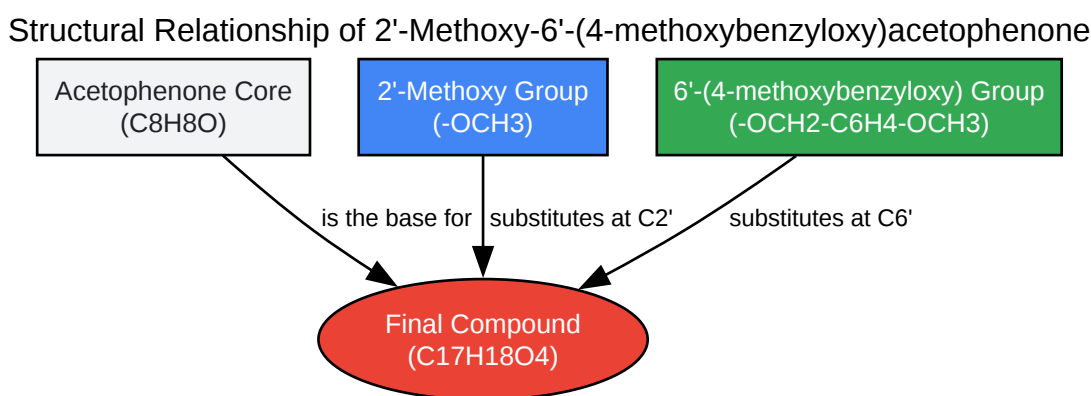 Structural Relationship of 2'-Methoxy-6'-(4-methoxybenzyloxy)acetophenone
Acetophenone Core
(C8H8O)
2'-Methoxy Group
(-OCH3)
6'-(4-methoxybenzyloxy) Group
(-OCH2-C6H4-OCH3)
is the base for
substitutes at C2'
substitutes at C6'
Final Compound
(C17H18O4)